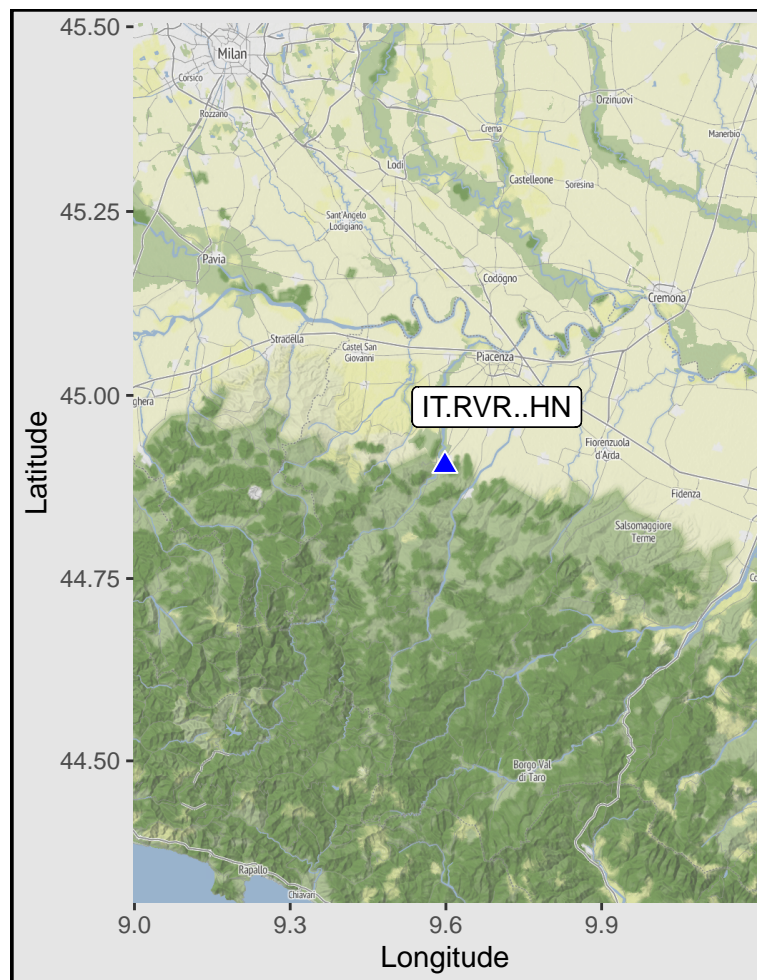 45.50
Milan
Corsico
Rozzano
Orzinuovi
Crema
Manerbio
Lodi
Castelleone
Soresina
45.25
Sant'Angelo
Lodigiano
Pavia
Codogno
Cremona
Stradella
Castel San
Giovanni
Piacenza
45.00
ghera
IT.RVR..HN
Fiorenzuola
d'Arda
Fidenza
Salsomaggiore
Terme
44.75
Co
44.50
Borgo Val
di Taro
Rapallo
Chiavari
9.0
9.3
9.6
9.9
Longitude
Latitude